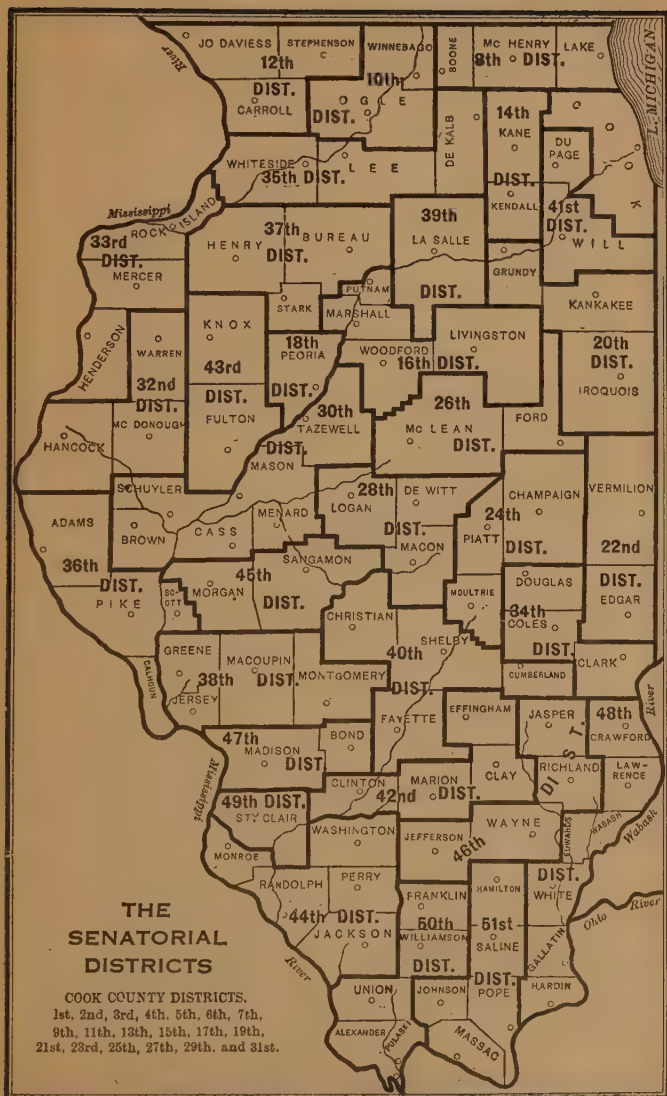 JO DAVIESS
STEPHENSON
WINNEBAGO
BOONE
MC HENRY
LAKE
L. MICHIGAN
River
12th
DIST.
CARROLL
10th
DIST.
OGLE
8th DIST.
DE KALB
14th
KANE
DIST.
KENDALL
DU
PAGE
K
41st
DIST.
WILL
WHITESIDE
LEE
35th DIST.
Mississippi
ROCK ISLAND
33rd
DIST.
MERCER
HENRY
37th
DIST.
BUREAU
STARK
39th
LA SALLE
DIST.
GRUNDY
KANKAKEE
PUTNAM
MARSHALL
HENDERSON
WARREN
32nd
DIST.
MC DONOUGH
KNOX
43rd
DIST.
FULTON
18th
PEORIA
DIST.
WOODFORD
16th
LIVINGSTON
DIST.
20th
DIST.
IROQUOIS
30th
TAZEWELL
DIST.
MASON
26th
MC LEAN
DIST.
FORD
HANCOCK
SCHUYLER
ADAMS
BROWN
CASS
MENARD
28th
LOGAN
DE WITT
DIST.
MACON
24th
PIATT
CHAMPAIGN
DIST.
VERMILION
22nd
DIST.
EDGAR
36th
DIST.
PIKE
SC-
OTT
MORGAN
45th
DIST.
SANGAMON
CHRISTIAN
MOULTRIE
DOUGLAS
34th
COLES
DIST.
SHELBY
40th
DIST.
CUMBERLAND
CLARK
CALHOUN
GREENE
38th
JERSEY
MACOUPIN
DIST.
MONTGOMERY
FAYETTE
EFFINGHAM
JASPER
48th
CRAWFORD
River
47th
MADISON
DIST.
BOND
CLAY
DIST.
RICHLAND
LAW-
RENCE
Mississippi
49th DIST.
ST. CLAIR
CLINTON
42nd
MARION
DIST.
WAYNE
EDWARDS
WABASH
Wabash
MONROE
WASHINGTON
JEFFERSON
46th
DIST.
WHITE
RANDOLPH
PERRY
44th DIST.
JACKSON
FRANKLIN
50th
WILLIAMSON
DIST.
HAMILTON
51st
SALINE
DIST.
POPE
GALLATIN
Ohio River
HARDIN
River
UNION
JOHNSON
ALEXANDER
PULASKI
MASSAC
THE
SENATORIAL
DISTRICTS
COOK COUNTY DISTRICTS.
1st, 2nd, 3rd, 4th, 5th, 6th, 7th,
9th, 11th, 13th, 15th, 17th, 19th,
21st, 23rd, 25th, 27th, 29th, and 31st.